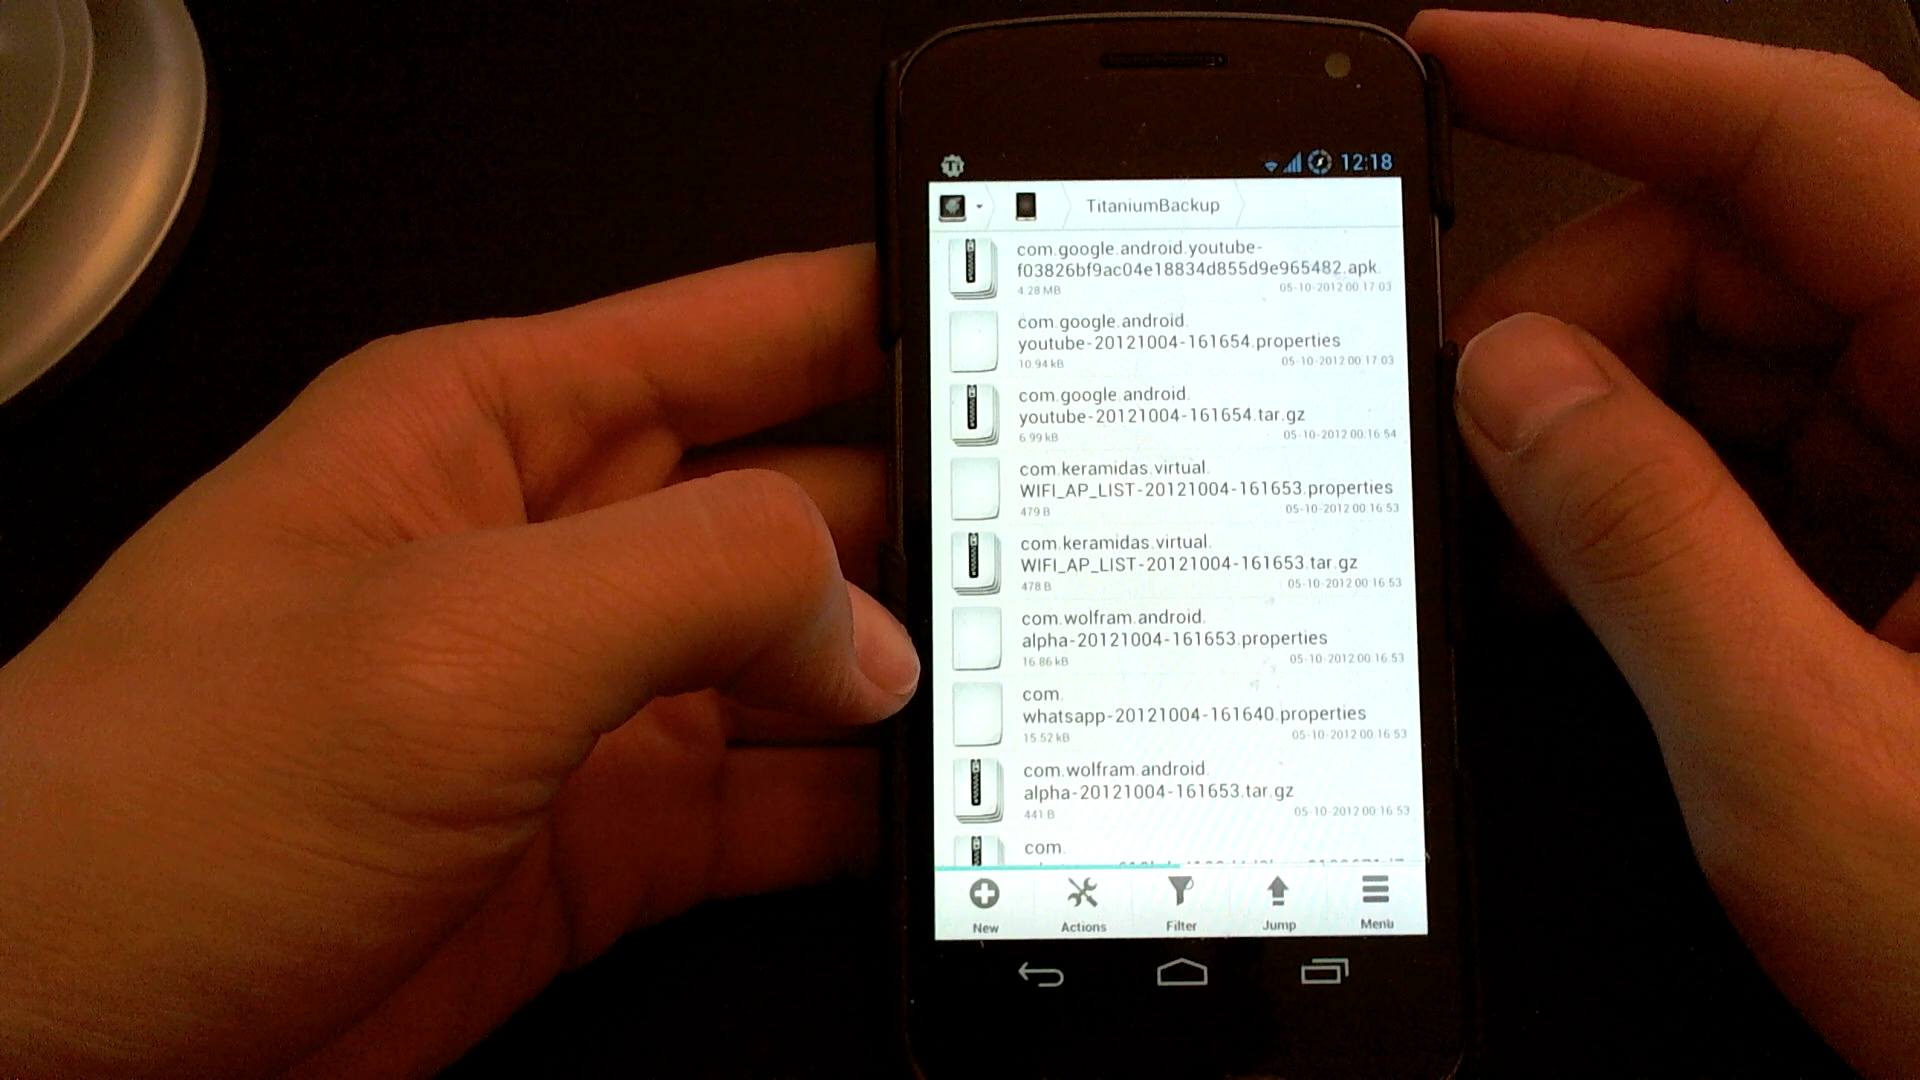 12:18
TitaniumBackup
com.google.android.youtube-
f03826bf9ac04e18834d855d9e965482.apk.
4.28 MB 05-10-2012 00:17:03
com.google.android.
youtube-20121004-161654.properties
10.94 kB 05-10-2012 00:17:03
com.google.android.
youtube-20121004-161654.tar.gz
6.99 kB 05-10-2012 00:16:54
com.keramidas.virtual.
WIFI_AP_LIST-20121004-161653.properties
479 B 05-10-2012 00:16:53
com.keramidas.virtual.
WIFI_AP_LIST-20121004-161653.tar.gz
478 B 05-10-2012 00:16:53
com.wolfram.android.
alpha-20121004-161653.properties
16.86 kB 05-10-2012 00:16:53
com.
whatsapp-20121004-161640.properties
15.52 kB 05-10-2012 00:16:53
com.wolfram.android.
alpha-20121004-161653.tar.gz
441 B 05-10-2012 00:16:53
com.
New Actions Filter Jump Menu